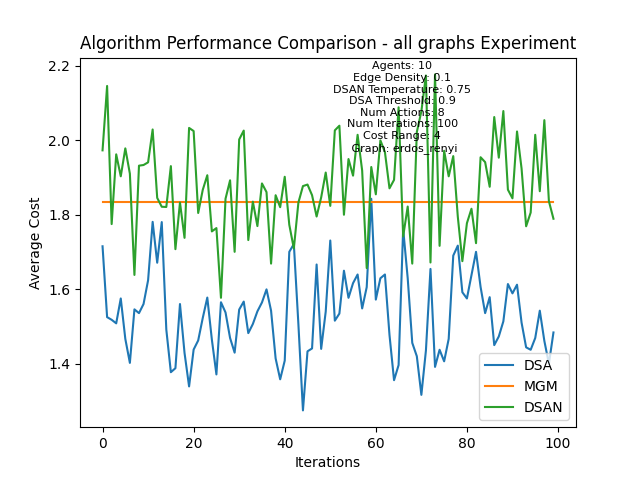 Algorithm Performance Comparison - all graphs Experiment
Agents: 10
Edge Density: 0.1
DSAN Temperature: 0.75
DSA Threshold: 0.9
Num Actions: 8
Num Iterations: 100
Cost Range: 4
Graph: erdos_renyi
2.2
2.0
1.8
1.6
1.4
Average Cost
DSA
MGM
DSAN
0 20 40 60 80 100
Iterations